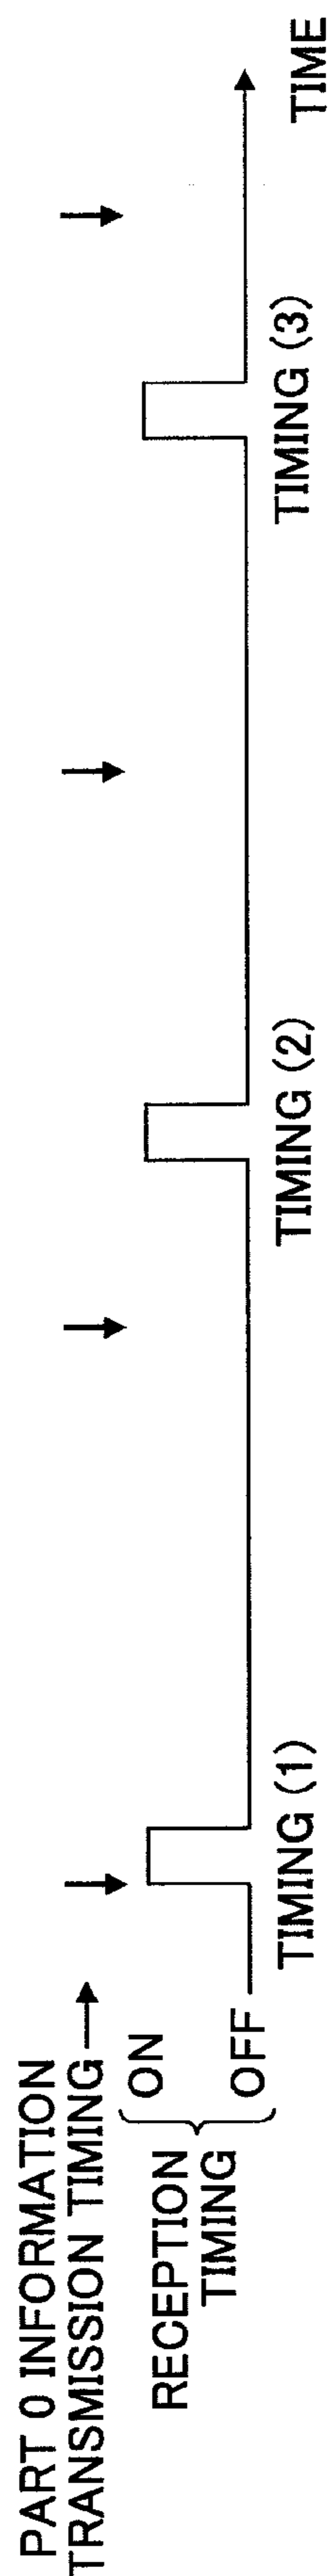 PART 0 INFORMATION
TRANSMISSION TIMING
RECEPTION
TIMING
ON
OFF
TIMING (1)
TIMING (2)
TIMING (3)
TIME